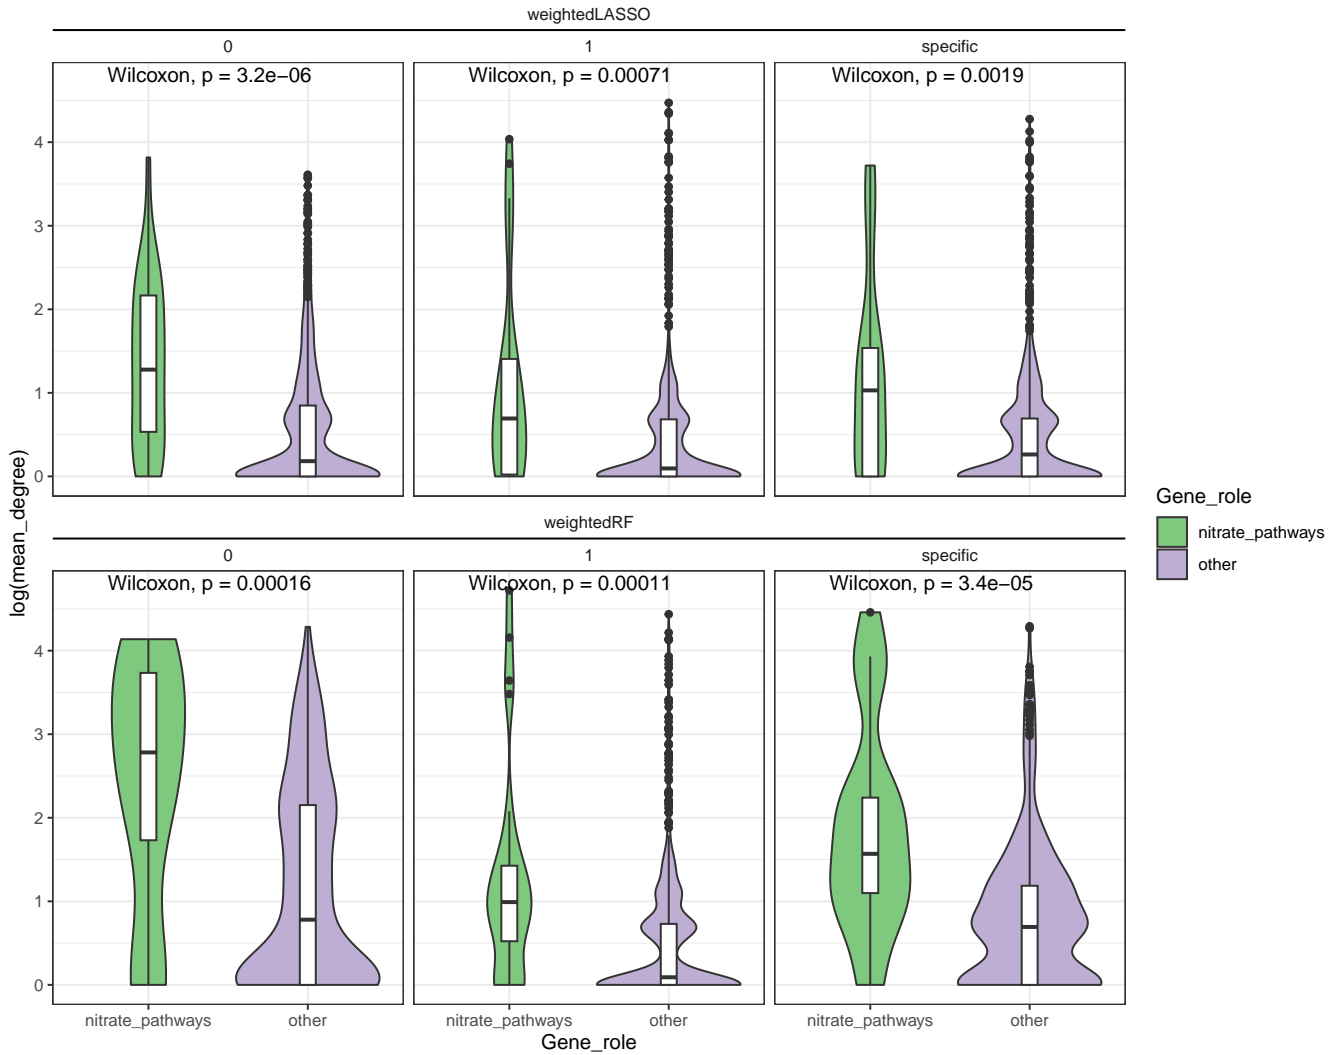 weightedLASSO
0 1 specific
Wilcoxon, p = 3.2e−06 Wilcoxon, p = 0.00071 Wilcoxon, p = 0.0019
4
3
2
1
0
weightedRF
0 1 specific
Wilcoxon, p = 0.00016 Wilcoxon, p = 0.00011 Wilcoxon, p = 3.4e−05
4
3
2
1
0
nitrate_pathways other nitrate_pathways other nitrate_pathways other
Gene_role
log(mean_degree)
Gene_role
nitrate_pathways
other